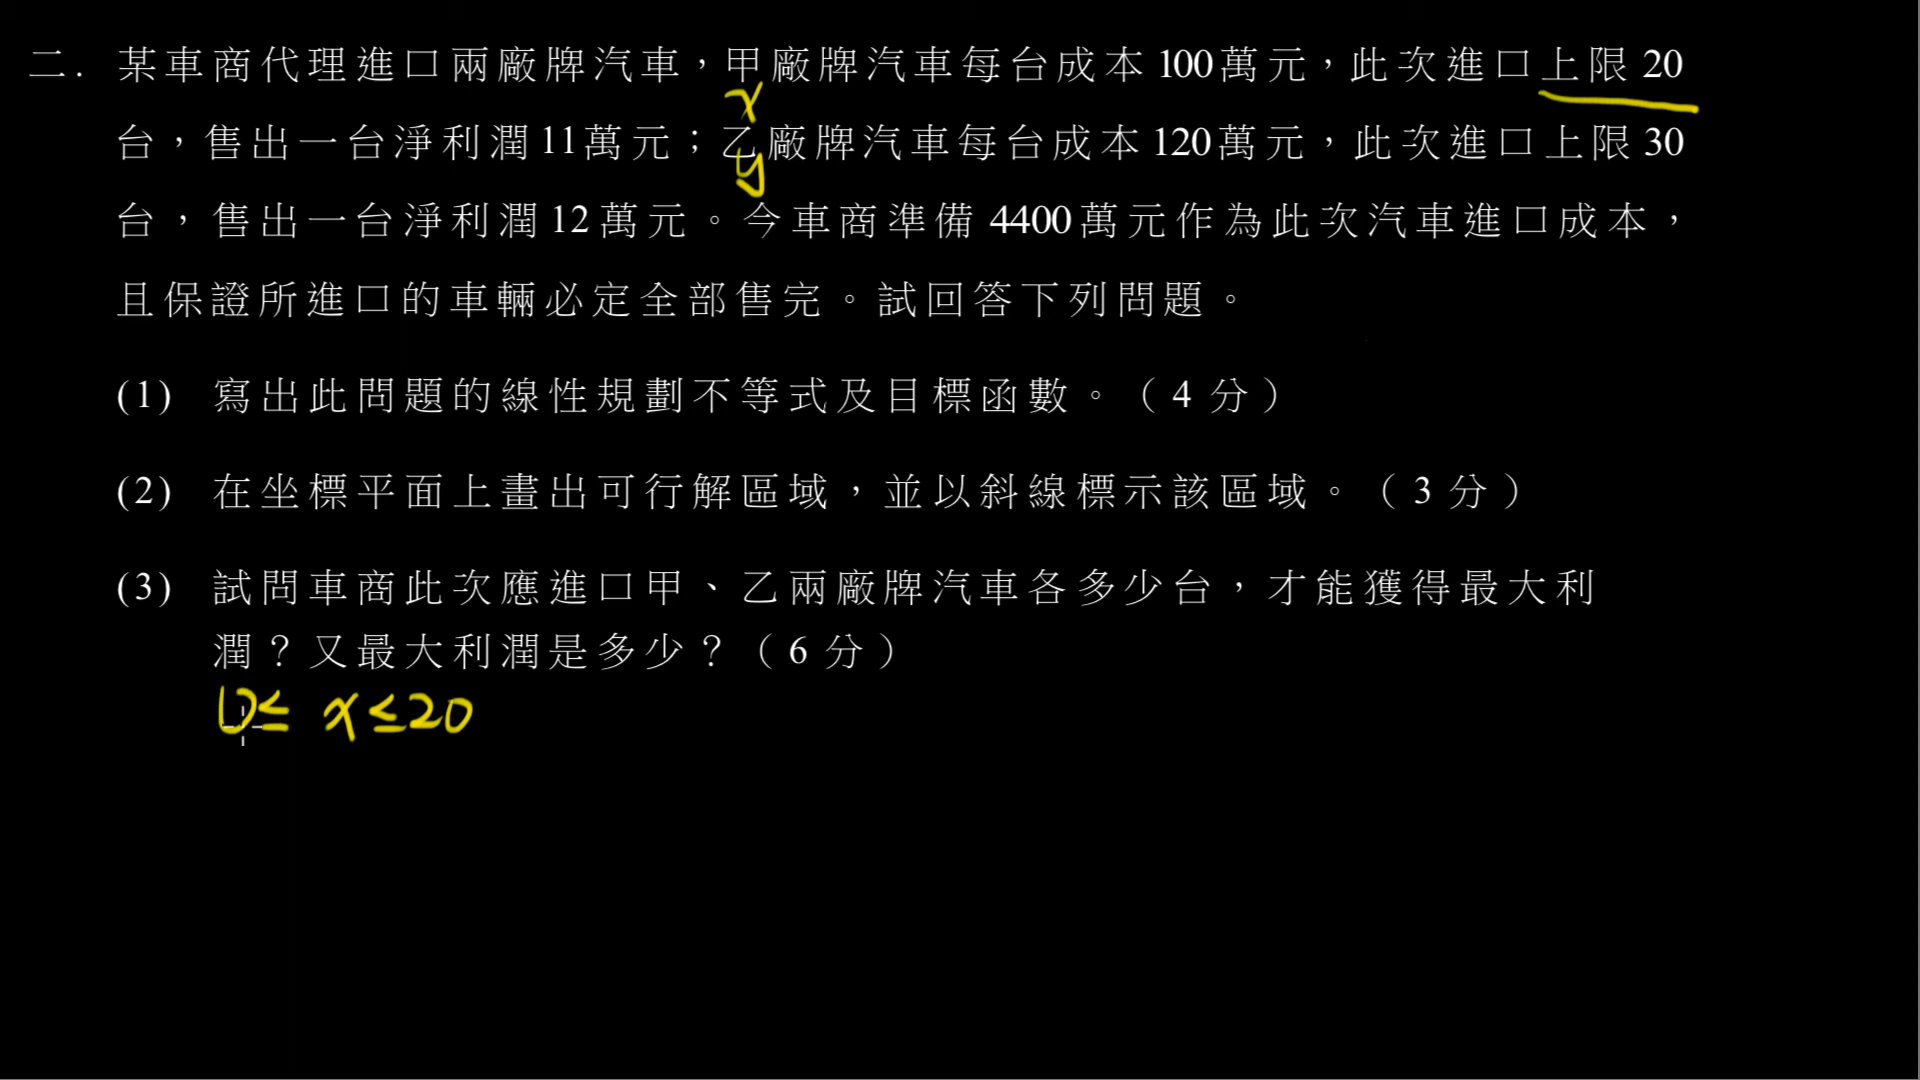 二. 某車商代理進口兩廠牌汽車，甲廠牌汽車每台成本100萬元，此次進口上限20
x
台，售出一台淨利潤11萬元；乙廠牌汽車每台成本120萬元，此次進口上限30
y
台，售出一台淨利潤12萬元。今車商準備4400萬元作為此次汽車進口成本，
且保證所進口的車輛必定全部售完。試回答下列問題。
(1) 寫出此問題的線性規劃不等式及目標函數。（4分）
(2) 在坐標平面上畫出可行解區域，並以斜線標示該區域。（3分）
(3) 試問車商此次應進口甲、乙兩廠牌汽車各多少台，才能獲得最大利
潤？又最大利潤是多少？（6分）
0≤ x≤20